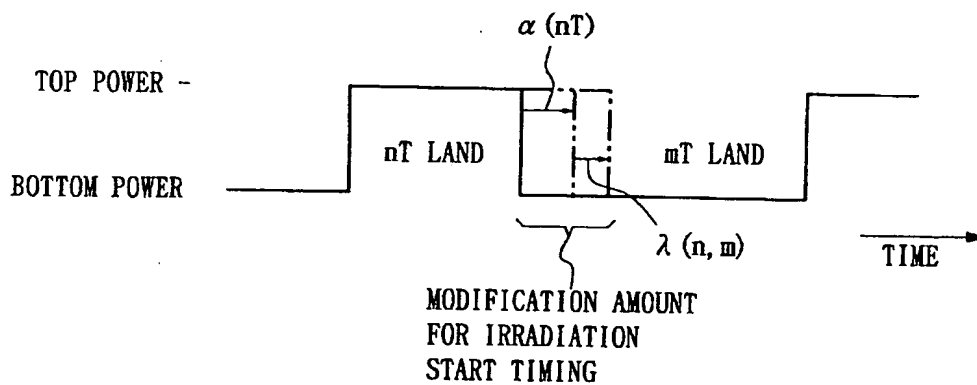 α (nT)
TOP POWER
nT LAND
mT LAND
BOTTOM POWER
λ (n, m)
TIME
MODIFICATION AMOUNT
FOR IRRADIATION
START TIMING